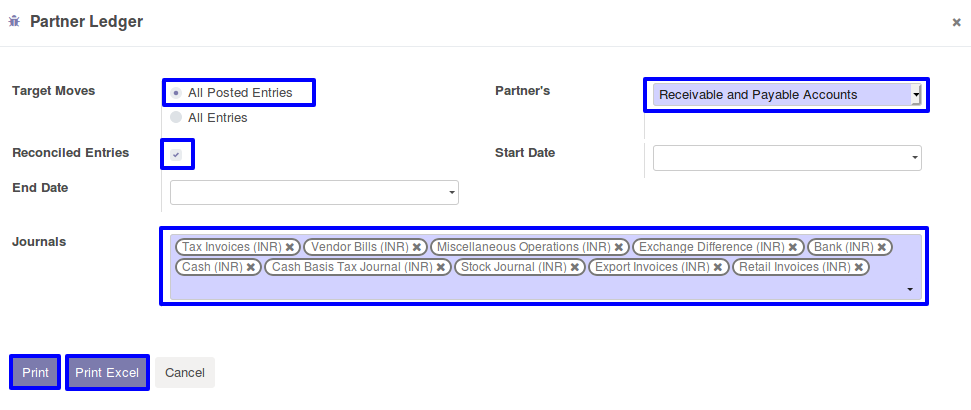 Partner Ledger
Target Moves
All Posted Entries
All Entries
Partner's
Receivable and Payable Accounts
Reconciled Entries
Start Date
End Date
Journals
Tax Invoices (INR) Vendor Bills (INR) Miscellaneous Operations (INR) Exchange Difference (INR) Bank (INR)
Cash (INR) Cash Basis Tax Journal (INR) Stock Journal (INR) Export Invoices (INR) Retail Invoices (INR)
Print Print Excel Cancel